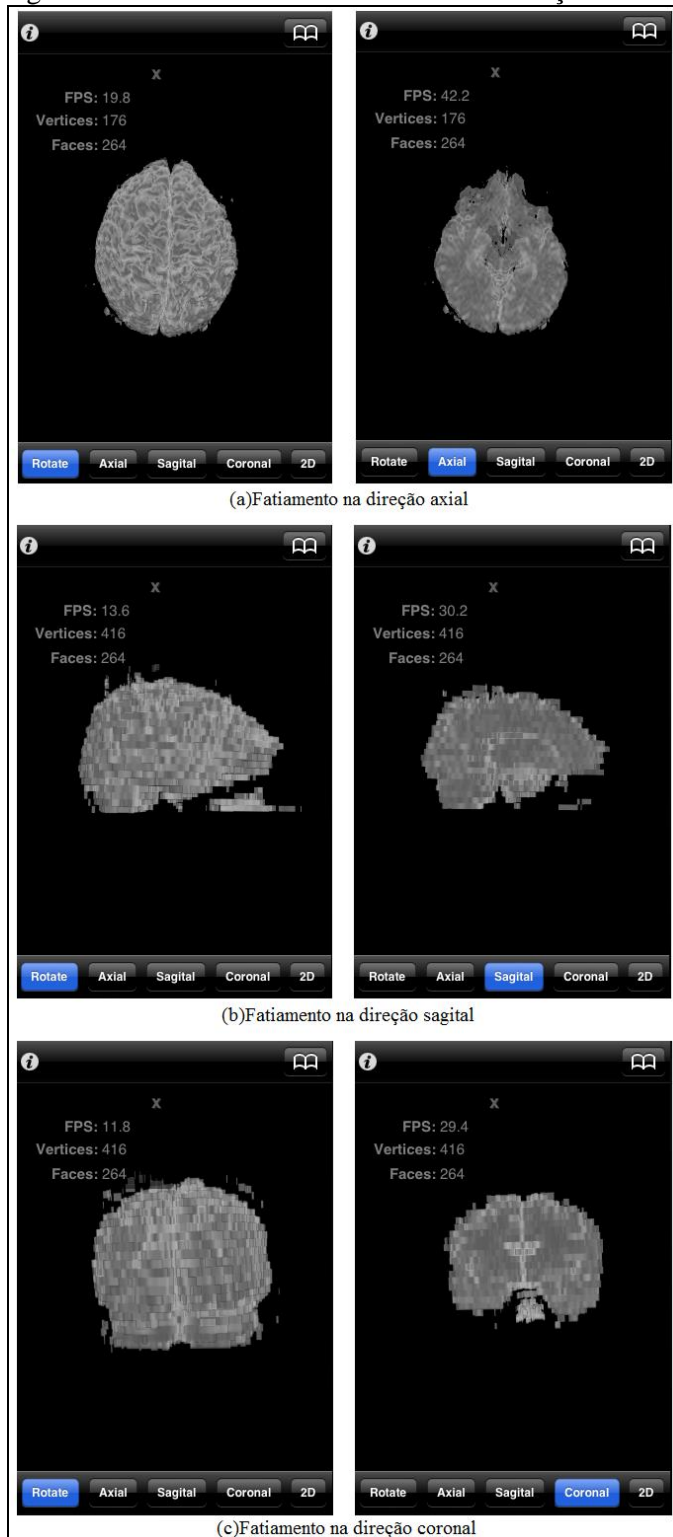 i
i
x
x
FPS: 19.8
FPS: 42.2
Vertices: 176
Vertices: 176
Faces: 264
Faces: 264
Rotate Axial Sagital Coronal 2D
Rotate Axial Sagital Coronal 2D
(a)Fatiamento na direção axial
i
i
x
x
FPS: 13.6
FPS: 30.2
Vertices: 416
Vertices: 416
Faces: 264
Faces: 264
Rotate Axial Sagital Coronal 2D
Rotate Axial Sagital Coronal 2D
(b)Fatiamento na direção sagital
i
i
x
x
FPS: 11.8
FPS: 29.4
Vertices: 416
Vertices: 416
Faces: 264
Faces: 264
Rotate Axial Sagital Coronal 2D
Rotate Axial Sagital Coronal 2D
(c)Fatiamento na direção coronal